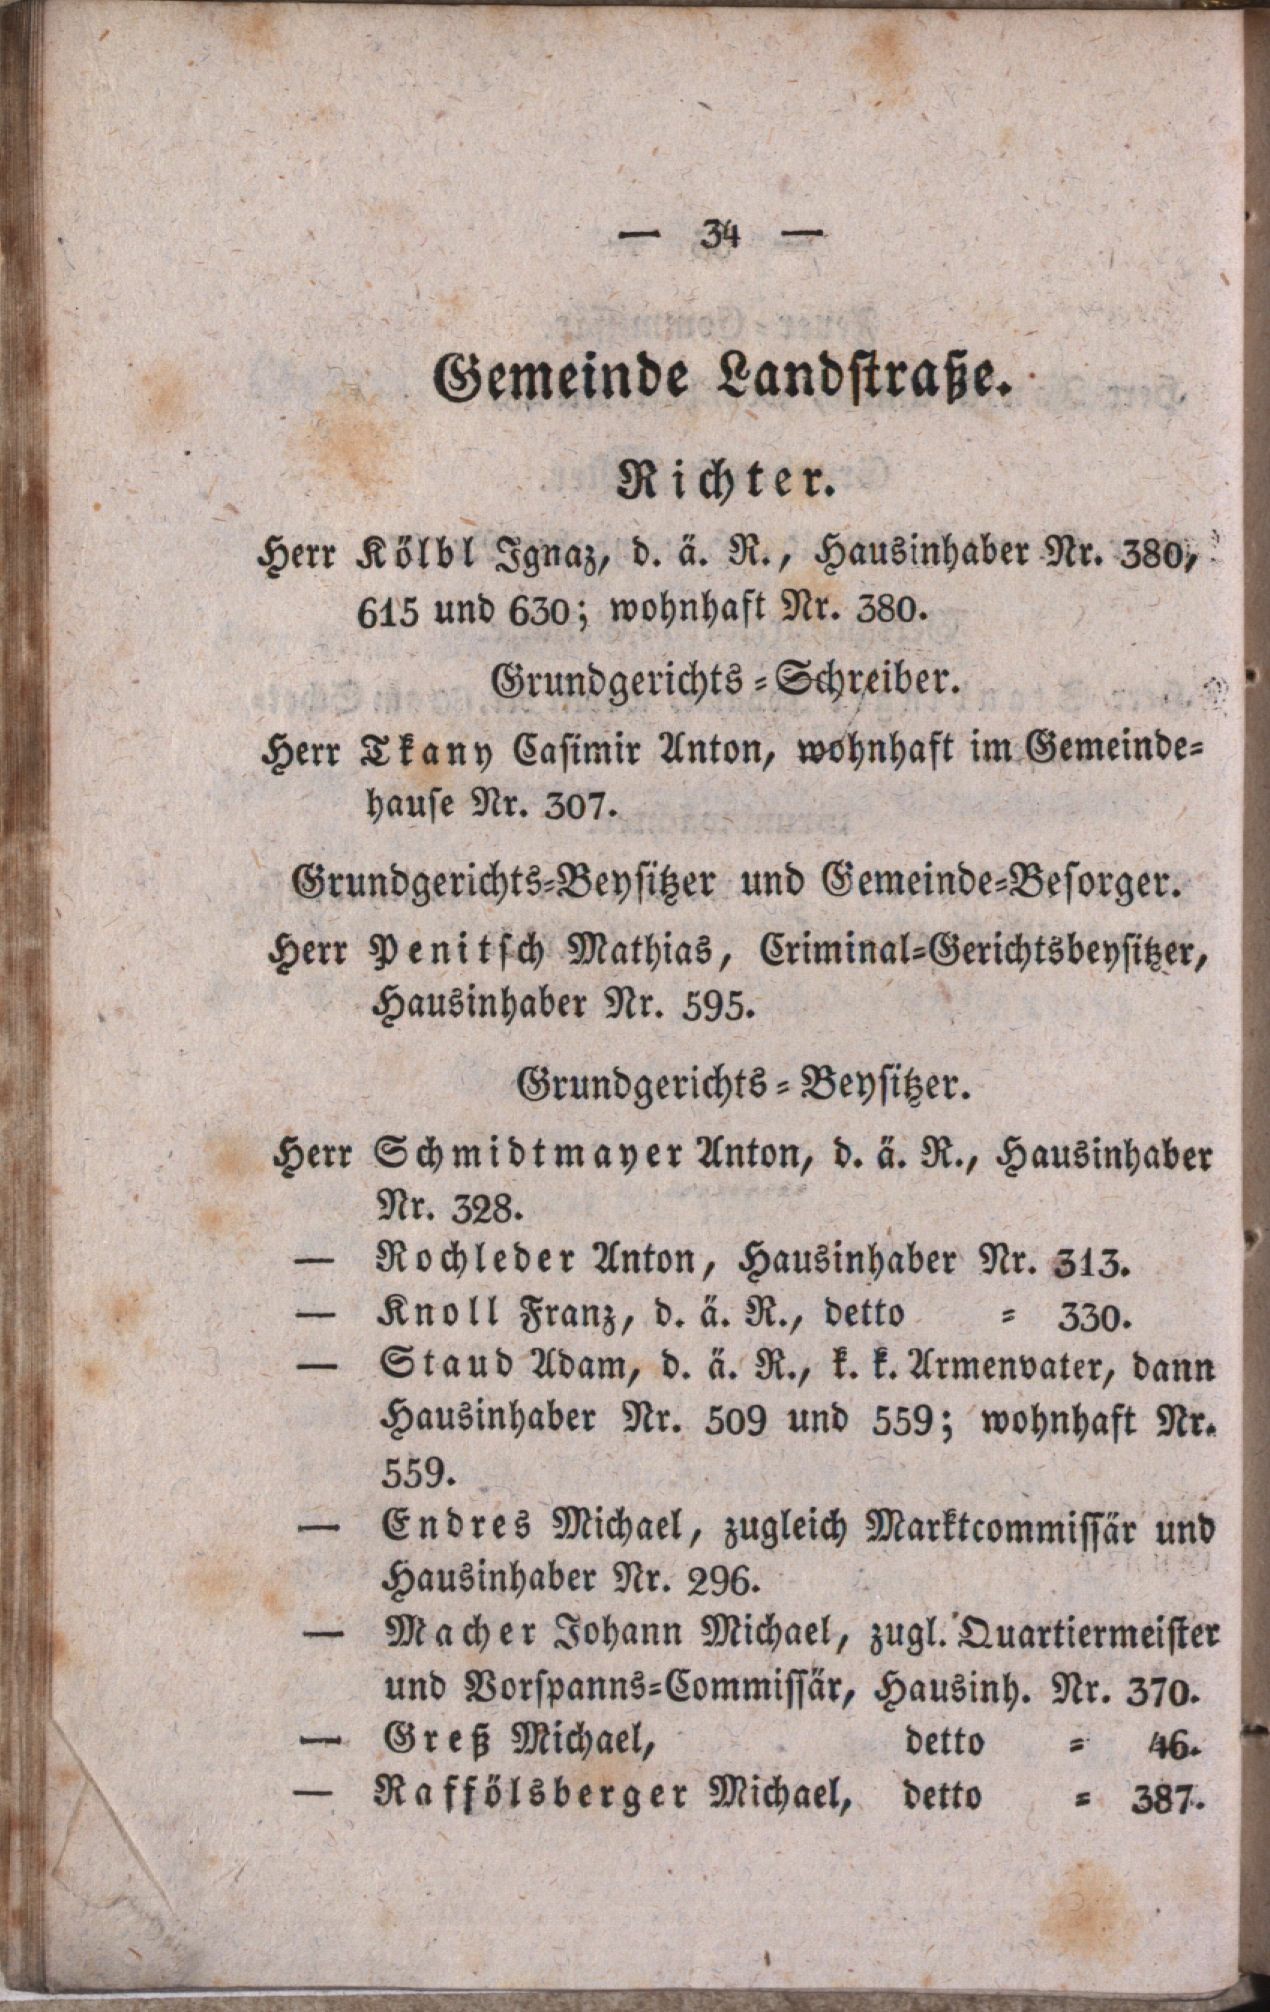 — 34 —
Gemeinde Landstraße.
Richter.
Herr Kölbl Ignaz, d. ä. R., Hausinhaber Nr. 380,
615 und 630; wohnhaft Nr. 380.
Grundgerichts-Schreiber.
Herr Tkany Casimir Anton, wohnhaft im Gemeinde-
hause Nr. 307.
Grundgerichts-Beysitzer und Gemeinde-Besorger.
Herr Penitsch Mathias, Criminal-Gerichtsbeysitzer,
Hausinhaber Nr. 595.
Grundgerichts-Beysitzer.
Herr Schmidtmayer Anton, d. ä. R., Hausinhaber
Nr. 328.
— Rochleder Anton, Hausinhaber Nr. 313.
— Knoll Franz, d. ä. R., detto = 330.
— Staud Adam, d. ä. R., k. k. Armenvater, dann
Hausinhaber Nr. 509 und 559; wohnhaft Nr.
559.
— Endres Michael, zugleich Marktcommissär und
Hausinhaber Nr. 296.
— Macher Johann Michael, zugl. Quartiermeister
und Vorspanns-Commissär, Hausinh. Nr. 370.
— Greß Michael, detto = 46.
— Raffölsberger Michael, detto = 387.